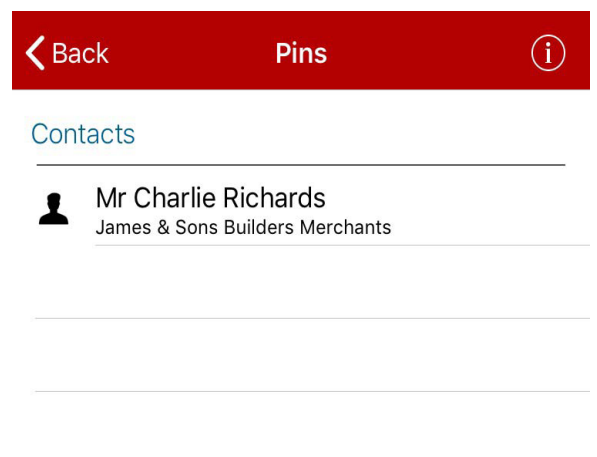 Back
Pins
i
Contacts
Mr Charlie Richards
James & Sons Builders Merchants